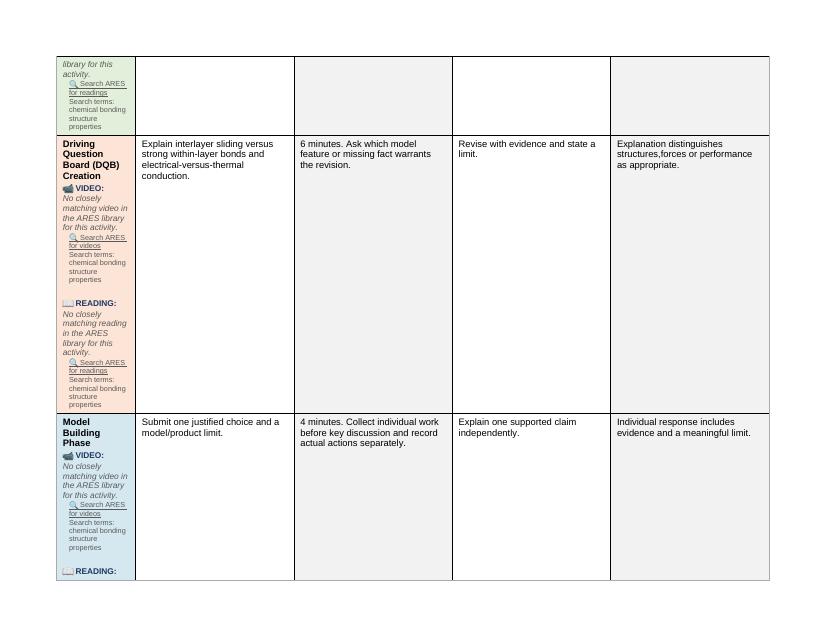 library for this
activity.
🔍 Search ARES
for readings
Search terms:
chemical bonding
structure
properties
Driving
Question
Board (DQB)
Creation
📹 VIDEO:
No closely
matching video in
the ARES library
for this activity.
🔍 Search ARES
for videos
Search terms:
chemical bonding
structure
properties
📖 READING:
No closely
matching reading
in the ARES
library for this
activity.
🔍 Search ARES
for readings
Search terms:
chemical bonding
structure
properties
Explain interlayer sliding versus
strong within-layer bonds and
electrical-versus-thermal
conduction.
6 minutes. Ask which model
feature or missing fact warrants
the revision.
Revise with evidence and state a
limit.
Explanation distinguishes
structures,forces or performance
as appropriate.
Model
Building
Phase
📹 VIDEO:
No closely
matching video in
the ARES library
for this activity.
🔍 Search ARES
for videos
Search terms:
chemical bonding
structure
properties
📖 READING:
Submit one justified choice and a
model/product limit.
4 minutes. Collect individual work
before key discussion and record
actual actions separately.
Explain one supported claim
independently.
Individual response includes
evidence and a meaningful limit.